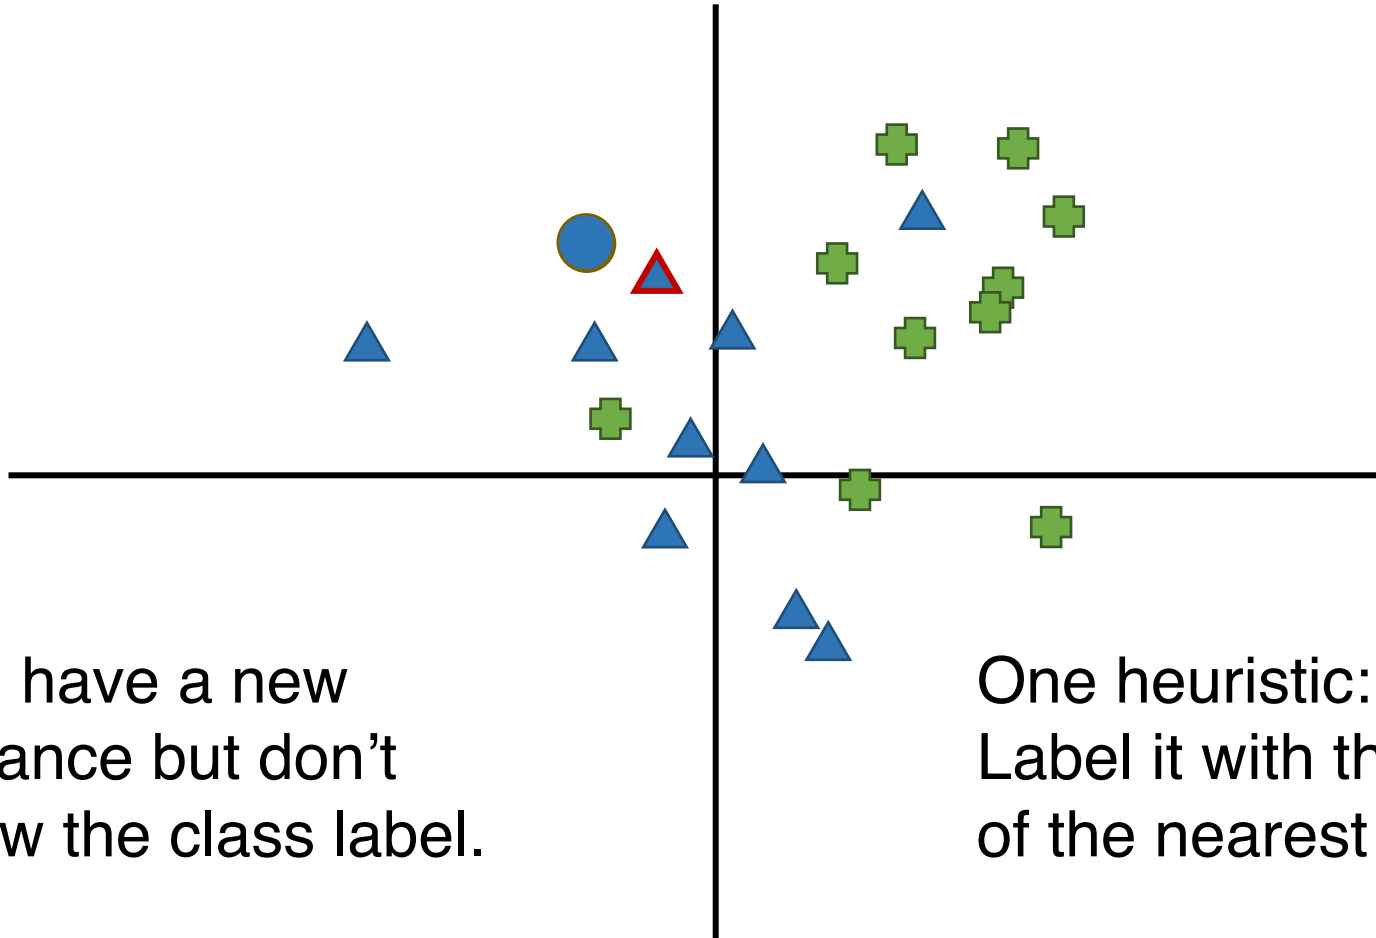 have a new
ance but don’t
w the class label.
One heuristic:
Label it with th
of the nearest